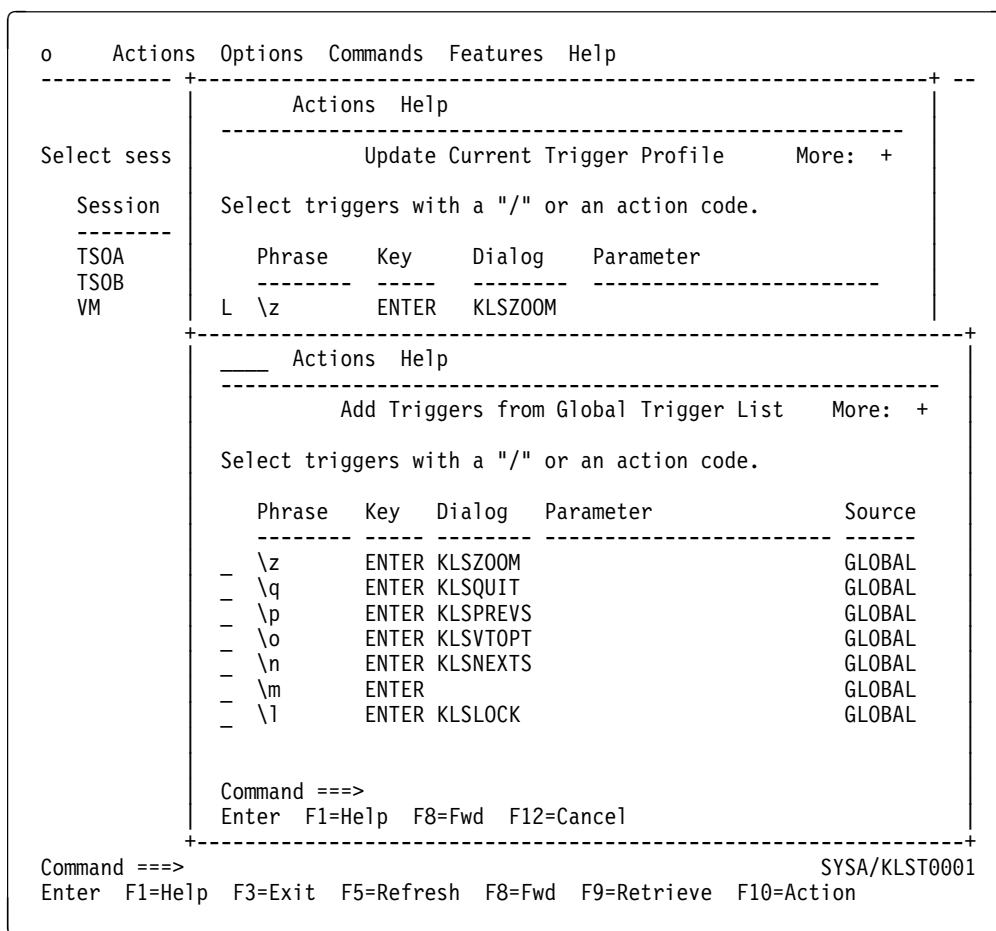 o     Actions  Options  Commands  Features  Help
----------- +-------------------------------------------------------------+ --
            |        Actions  Help                                        |
            |  ---------------------------------------------------------  |
Select sess |              Update Current Trigger Profile      More:  +   |
   Session  |  Select triggers with a "/" or an action code.              |
   -------- |                                                             |
   TSOA     |     Phrase    Key     Dialog    Parameter                   |
   TSOB     |     --------  -----   --------  ------------------------    |
   VM       |  L  \z        ENTER   KLSZOOM                               |
            +----------------------------------------------------------------+
            |  ____  Actions  Help                                           |
            |  ------------------------------------------------------------  |
            |            Add Triggers from Global Trigger List    More:  +   |
            |  Select triggers with a "/" or an action code.                 |
            |     Phrase   Key   Dialog   Parameter                Source    |
            |     -------- ----- -------- ------------------------ ------    |
            |  _  \z       ENTER KLSZOOM                           GLOBAL    |
            |  _  \q       ENTER KLSQUIT                           GLOBAL    |
            |  _  \p       ENTER KLSPREVS                          GLOBAL    |
            |  _  \o       ENTER KLSVTOPT                          GLOBAL    |
            |  _  \n       ENTER KLSNEXTS                          GLOBAL    |
            |  _  \m       ENTER                                   GLOBAL    |
            |  _  \l       ENTER KLSLOCK                           GLOBAL    |
            |  Command ===>                                                  |
            |  Enter  F1=Help  F8=Fwd  F12=Cancel                            |
            +----------------------------------------------------------------+
Command ===>                                                     SYSA/KLST0001
Enter  F1=Help  F3=Exit  F5=Refresh  F8=Fwd  F9=Retrieve  F10=Action